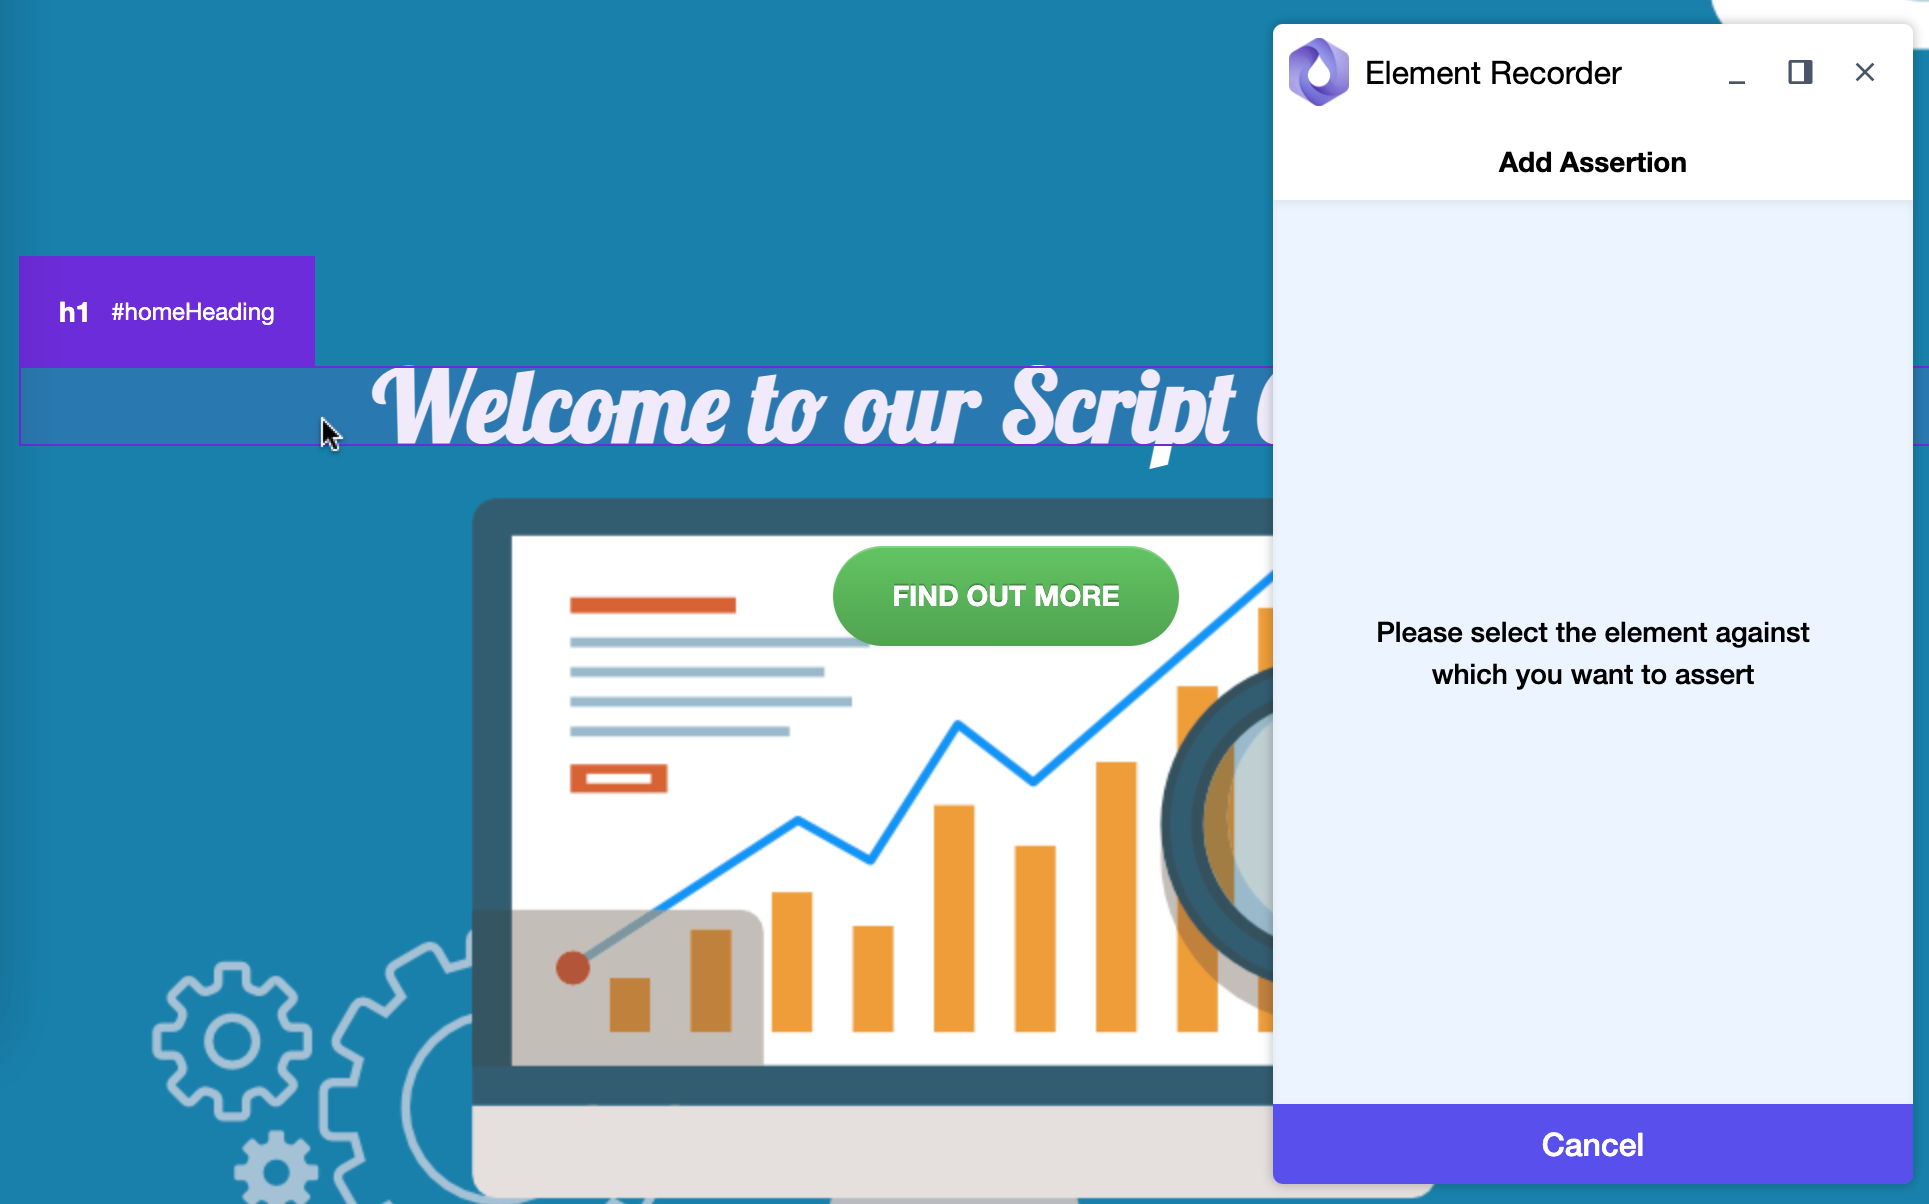 Element Recorder
Add Assertion
h1 #homeHeading
Welcome to our Script
FIND OUT MORE
Please select the element against
which you want to assert
Cancel